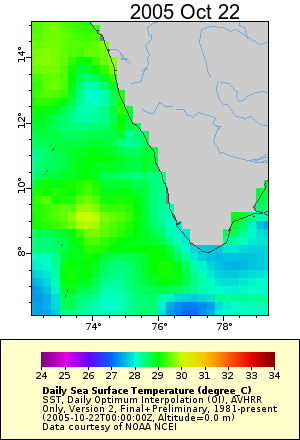 2005 Oct 22
14°
12°
10°
8°
74°
76°
78°
24 25 26 27 28 29 30 31 32 33 34
Daily Sea Surface Temperature (degree_C)
SST, Daily Optimum Interpolation (OI), AVHRR
Only, Version 2, Final+Preliminary, 1981-present
(2005-10-22T00:00:00Z, Altitude=0.0 m)
Data courtesy of NOAA NCEI